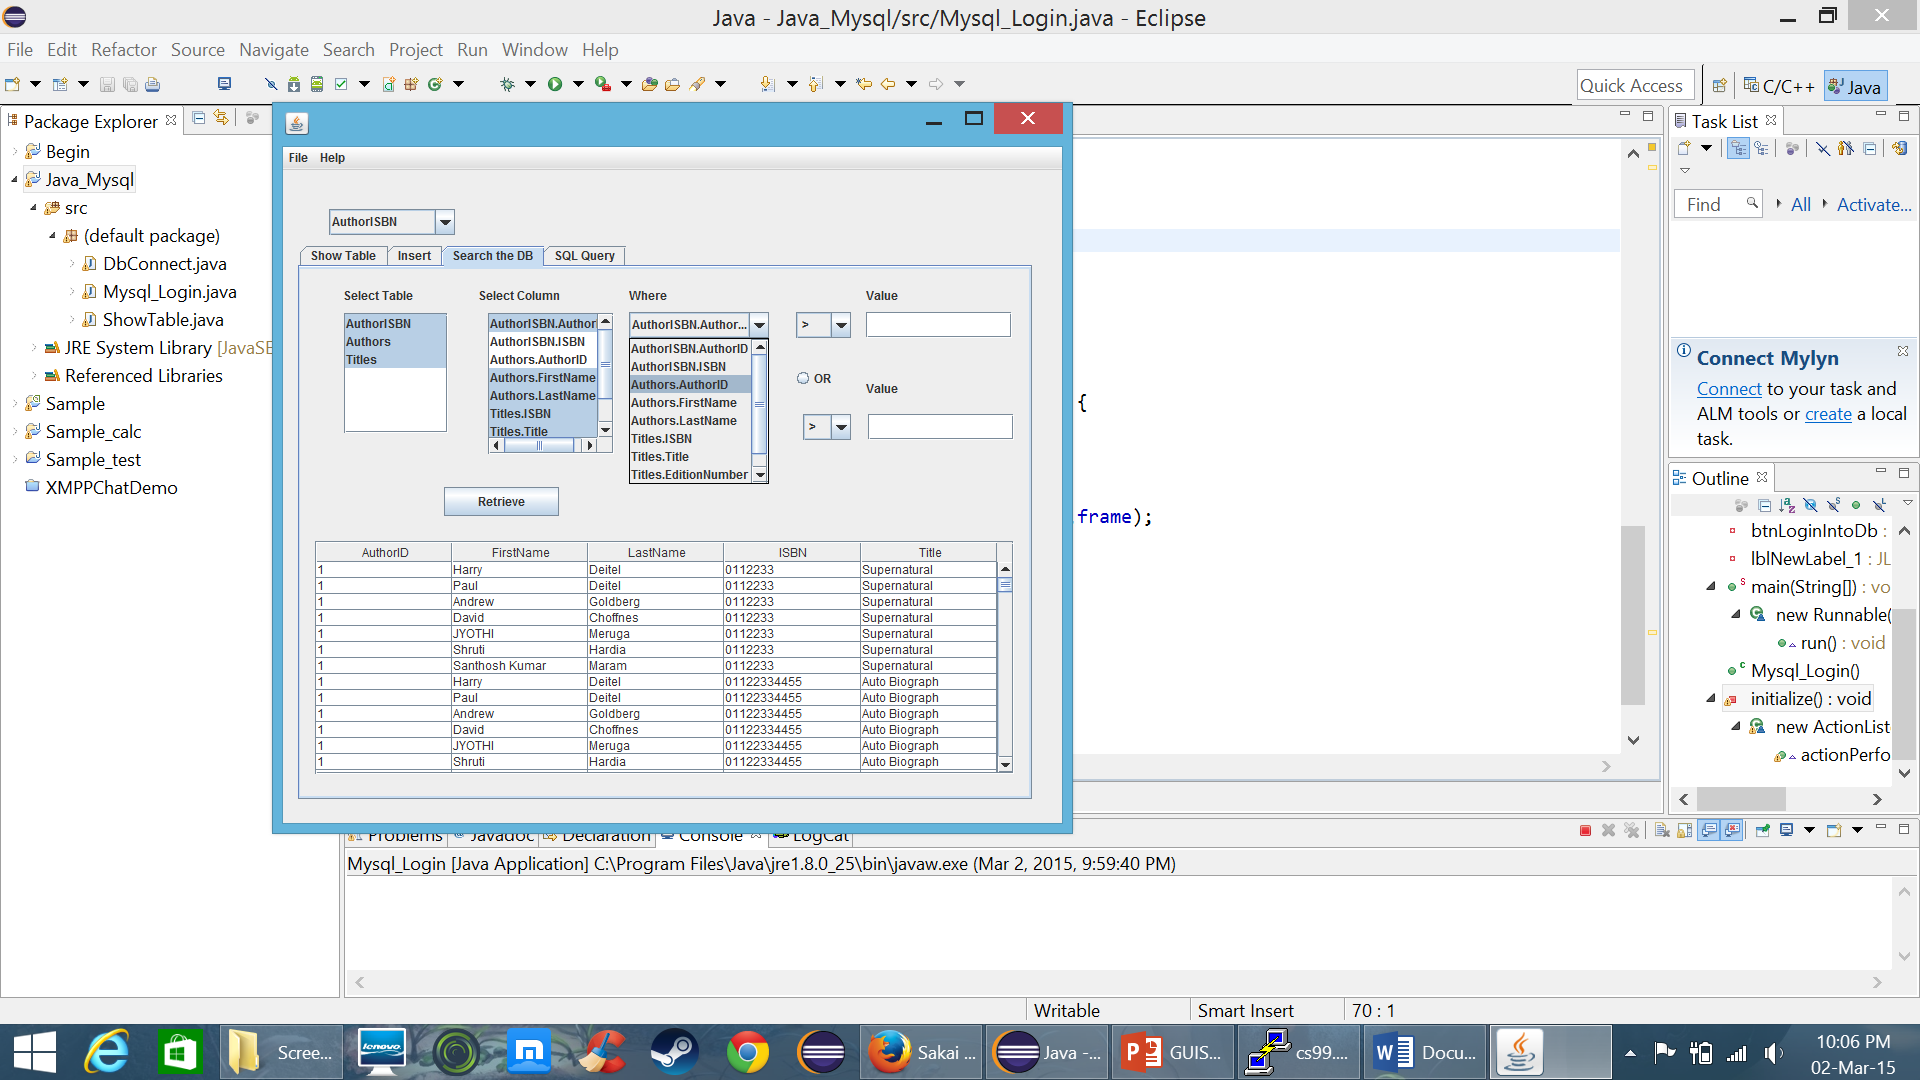 Java - Java_Mysql/src/Mysql_Login.java - Eclipse
File Edit Refactor Source Navigate Search Project Run Window Help
Quick Access C/C++ Java
Package Explorer
Begin
Java_Mysql
src
(default package)
DbConnect.java
Mysql_Login.java
ShowTable.java
JRE System Library [JavaSE
Referenced Libraries
Sample
Sample_calc
Sample_test
XMPPChatDemo
File Help
AuthorISBN
Show Table Insert Search the DB SQL Query
Select Table Select Column Where Value
AuthorISBN
Authors
Titles
AuthorISBN.Author
AuthorISBN.ISBN
Authors.AuthorID
Authors.FirstName
Authors.LastName
Titles.ISBN
Titles.Title
AuthorISBN.Author...
AuthorISBN.AuthorID
AuthorISBN.ISBN
Authors.AuthorID
Authors.FirstName
Authors.LastName
Titles.ISBN
Titles.Title
Titles.EditionNumber
>
OR
Value
>
Retrieve
AuthorID FirstName LastName ISBN Title
1 Harry Deitel 0112233 Supernatural
1 Paul Deitel 0112233 Supernatural
1 Andrew Goldberg 0112233 Supernatural
1 David Choffnes 0112233 Supernatural
1 JYOTHI Meruga 0112233 Supernatural
1 Shruti Hardia 0112233 Supernatural
1 Santhosh Kumar Maram 0112233 Supernatural
1 Harry Deitel 01122334455 Auto Biograph
1 Paul Deitel 01122334455 Auto Biograph
1 Andrew Goldberg 01122334455 Auto Biograph
1 David Choffnes 01122334455 Auto Biograph
1 JYOTHI Meruga 01122334455 Auto Biograph
1 Shruti Hardia 01122334455 Auto Biograph
{
.frame);
Task List
Find All Activate...
Connect Mylyn
Connect to your task and
ALM tools or create a local
task.
Outline
btnLoginIntoDb :
lblNewLabel_1 : JL
main(String[]) : vo
new Runnable(
run() : void
Mysql_Login()
initialize() : void
new ActionList
actionPerfo
Problems Javadoc Declaration Console LogCat
Mysql_Login [Java Application] C:\Program Files\Java\jre1.8.0_25\bin\javaw.exe (Mar 2, 2015, 9:59:40 PM)
Writable Smart Insert 70 : 1
Scree... lenovo Sakai ... Java -... GUIS... cs99.... Docu...
10:06 PM
02-Mar-15